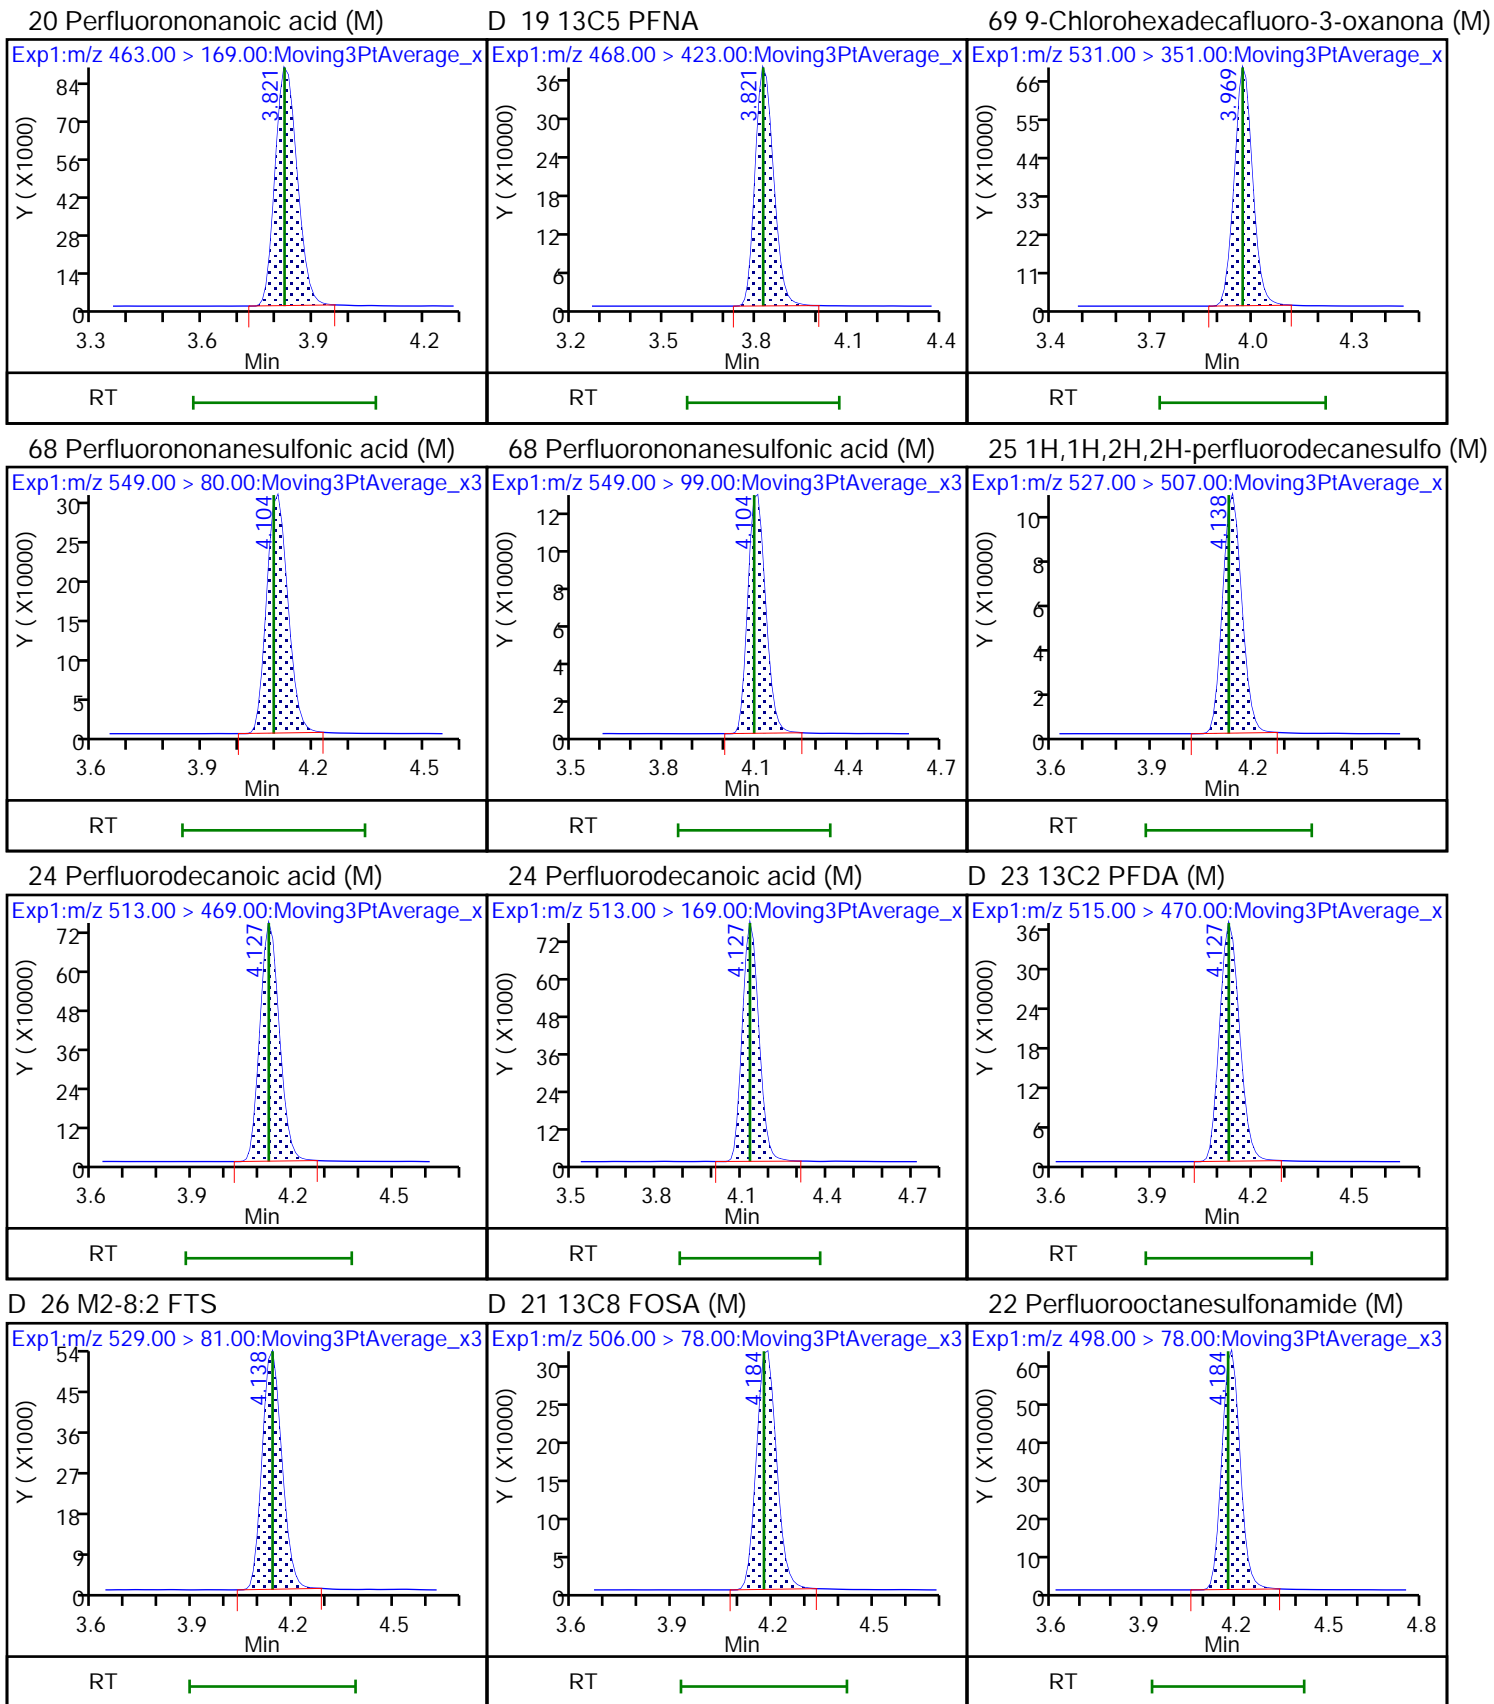 20 Perfluorononanoic acid (M)
Exp1:m/z 463.00 > 169.00:Moving3PtAverage_x
Y ( X10000)
84
70
56
42
28
14
0
3.821
3.3 3.6 3.9 4.2
Min
RT
D 19 13C5 PFNA
Exp1:m/z 468.00 > 423.00:Moving3PtAverage_x
Y ( X10000)
36
30
24
18
12
6
0
3.821
3.2 3.5 3.8 4.1 4.4
Min
RT
69 9-Chlorohexadecafluoro-3-oxanona (M)
Exp1:m/z 531.00 > 351.00:Moving3PtAverage_x
Y ( X10000)
66
55
44
33
22
11
0
3.969
3.4 3.7 4.0 4.3
Min
RT
68 Perfluorononanesulfonic acid (M)
Exp1:m/z 549.00 > 80.00:Moving3PtAverage_x3
Y ( X10000)
30
25
20
15
10
5
0
4.104
3.6 3.9 4.2 4.5
Min
RT
68 Perfluorononanesulfonic acid (M)
Exp1:m/z 549.00 > 99.00:Moving3PtAverage_x3
Y ( X10000)
12
10
8
6
4
2
0
4.104
3.5 3.8 4.1 4.4 4.7
Min
RT
25 1H,1H,2H,2H-perfluorodecanesulfo (M)
Exp1:m/z 527.00 > 507.00:Moving3PtAverage_x
Y ( X10000)
10
8
6
4
2
0
4.138
3.6 3.9 4.2 4.5
Min
RT
24 Perfluorodecanoic acid (M)
Exp1:m/z 513.00 > 469.00:Moving3PtAverage_x
Y ( X10000)
72
60
48
36
24
12
0
4.127
3.6 3.9 4.2 4.5
Min
RT
24 Perfluorodecanoic acid (M)
Exp1:m/z 513.00 > 169.00:Moving3PtAverage_x
Y ( X1000)
72
60
48
36
24
12
0
4.127
3.5 3.8 4.1 4.4 4.7
Min
RT
D 23 13C2 PFDA (M)
Exp1:m/z 515.00 > 470.00:Moving3PtAverage_x
Y ( X10000)
36
30
24
18
12
6
0
4.127
3.6 3.9 4.2 4.5
Min
RT
D 26 M2-8:2 FTS
Exp1:m/z 529.00 > 81.00:Moving3PtAverage_x3
Y ( X1000)
54
45
36
27
18
9
0
4.138
3.6 3.9 4.2 4.5
Min
RT
D 21 13C8 FOSA (M)
Exp1:m/z 506.00 > 78.00:Moving3PtAverage_x3
Y ( X10000)
30
25
20
15
10
5
0
4.184
3.6 3.9 4.2 4.5
Min
RT
22 Perfluorooctanesulfonamide (M)
Exp1:m/z 498.00 > 78.00:Moving3PtAverage_x3
Y ( X10000)
60
50
40
30
20
10
0
4.184
3.6 3.9 4.2 4.5 4.8
Min
RT